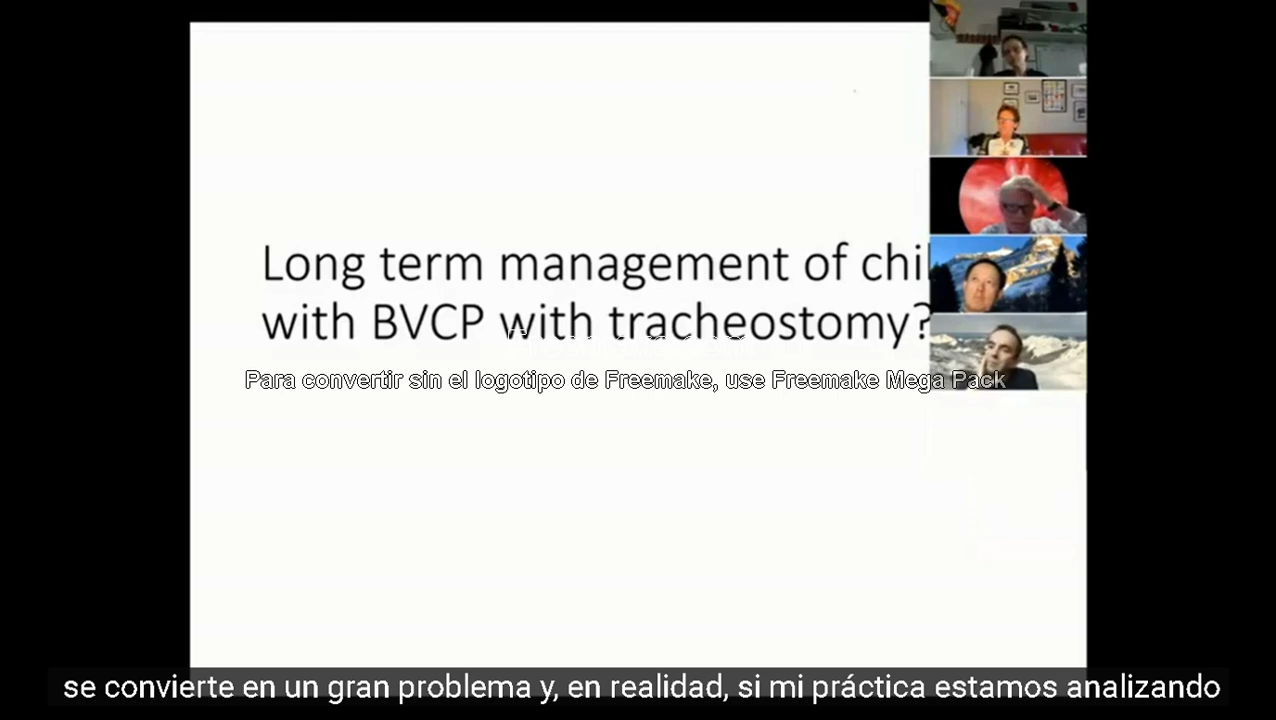 Long term management of chil
with BVCP with tracheostomy?
Para convertir sin el logotipo de Freemake, use Freemake Mega Pack
se convierte en un gran problema y, en realidad, si mi práctica estamos analizando